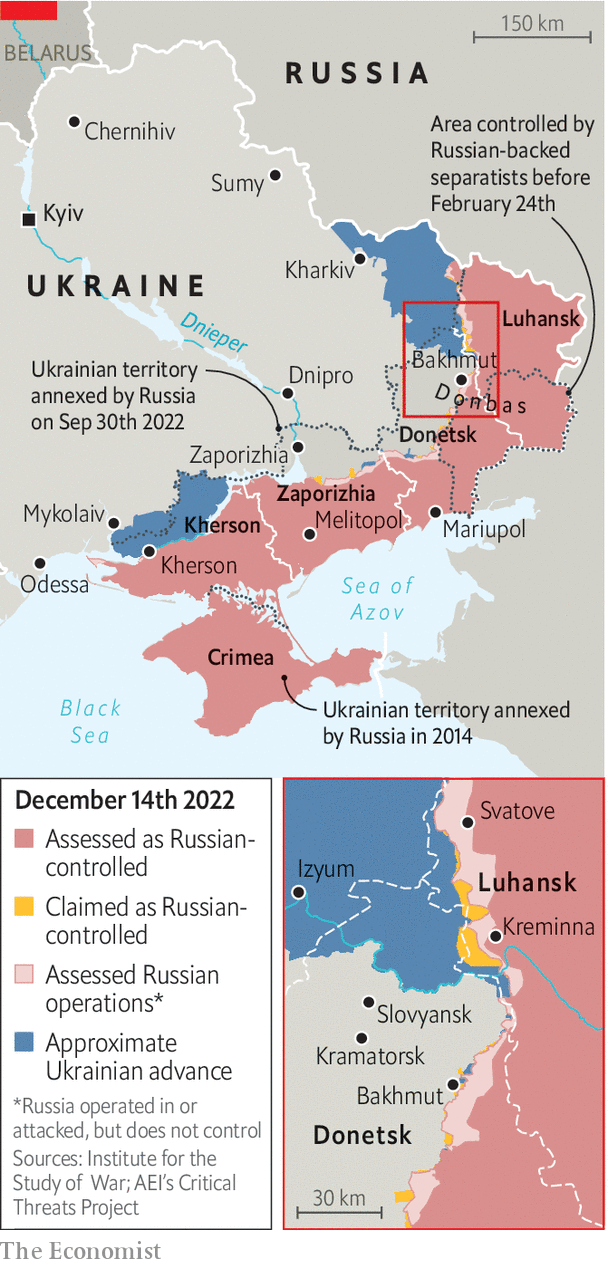 BELARUS
RUSSIA
150 km
Chernihiv
Sumy
Area controlled by
Russian-backed
separatists before
February 24th
Kyiv
Kharkiv
UKRAINE
Dnieper
Luhansk
Bakhmut
Ukrainian territory
annexed by Russia
on Sep 30th 2022
Dnipro
Donbas
Donetsk
Zaporizhia
Zaporizhia
Mykolaiv
Kherson
Melitopol
Mariupol
Kherson
Odessa
Sea of
Azov
Crimea
Black
Sea
Ukrainian territory annexed
by Russia in 2014
December 14th 2022
Assessed as Russian-
controlled
Claimed as Russian-
controlled
Assessed Russian
operations*
Approximate
Ukrainian advance
*Russia operated in or
attacked, but does not control
Sources: Institute for the
Study of War; AEI's Critical
Threats Project
Svatove
Izyum
Luhansk
Kreminna
Slovyansk
Kramatorsk
Bakhmut
Donetsk
30 km
The Economist